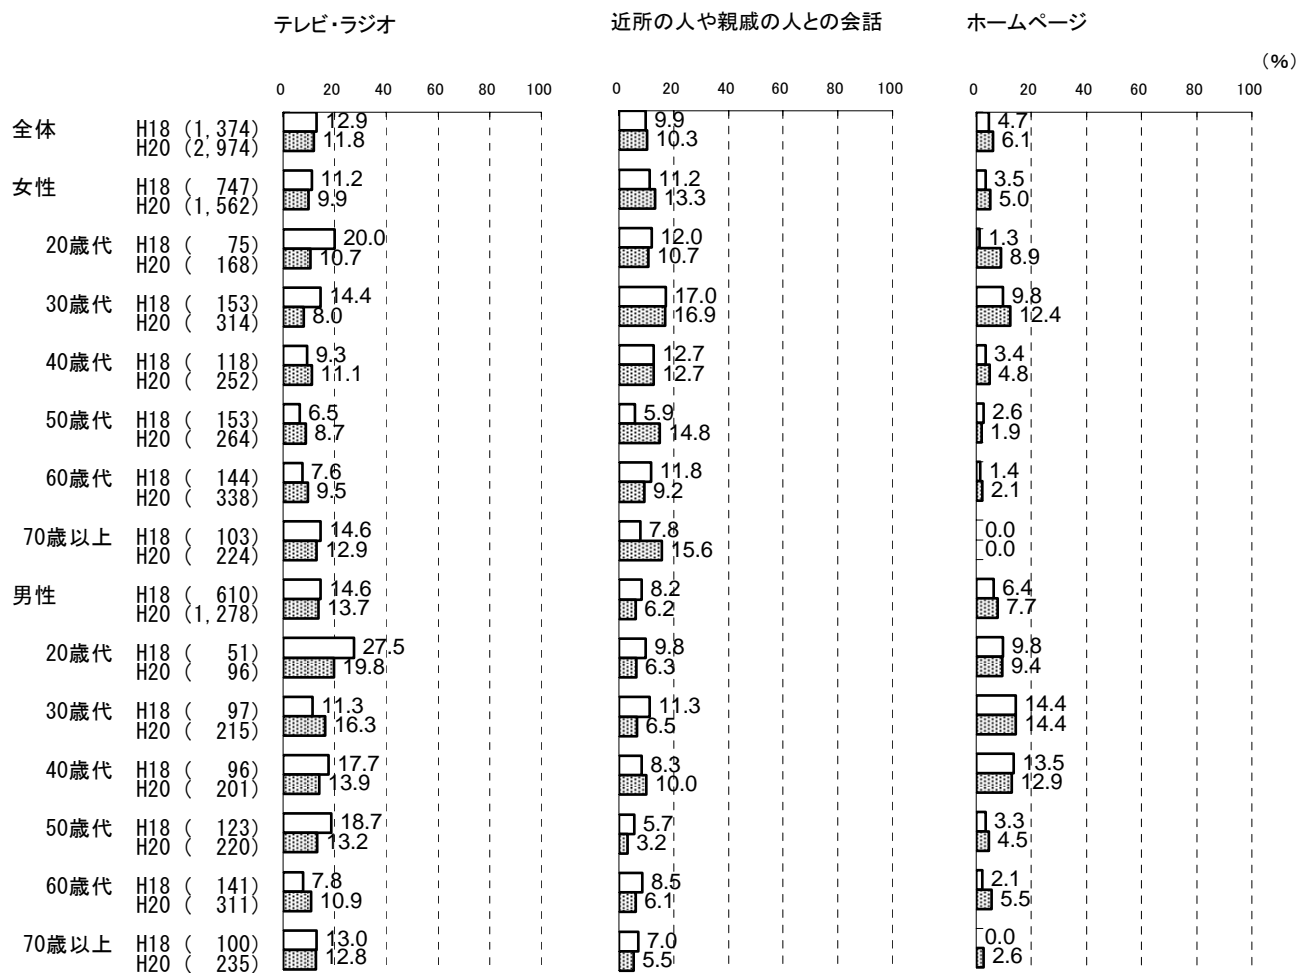 テレビ・ラジオ 近所の人や親戚の人との会話 ホームページ
(%)
0 20 40 60 80 100 0 20 40 60 80 100 0 20 40 60 80 100
全体 H18 (1,374) 12.9 9.9 4.7
H20 (2,974) 11.8 10.3 6.1
女性 H18 ( 747) 11.2 11.2 3.5
H20 (1,562) 9.9 13.3 5.0
20歳代 H18 ( 75) 20.0 12.0 1.3
H20 ( 168) 10.7 10.7 8.9
30歳代 H18 ( 153) 14.4 17.0 9.8
H20 ( 314) 8.0 16.9 12.4
40歳代 H18 ( 118) 9.3 12.7 3.4
H20 ( 252) 11.1 12.7 4.8
50歳代 H18 ( 153) 6.5 5.9 2.6
H20 ( 264) 8.7 14.8 1.9
60歳代 H18 ( 144) 7.6 11.8 1.4
H20 ( 338) 9.5 9.2 2.1
70歳以上 H18 ( 103) 14.6 7.8 0.0
H20 ( 224) 12.9 15.6 0.0
男性 H18 ( 610) 14.6 8.2 6.4
H20 (1,278) 13.7 6.2 7.7
20歳代 H18 ( 51) 27.5 9.8 9.8
H20 ( 96) 19.8 6.3 9.4
30歳代 H18 ( 97) 11.3 11.3 14.4
H20 ( 215) 16.3 6.5 14.4
40歳代 H18 ( 96) 17.7 8.3 13.5
H20 ( 201) 13.9 10.0 12.9
50歳代 H18 ( 123) 18.7 5.7 3.3
H20 ( 220) 13.2 3.2 4.5
60歳代 H18 ( 141) 7.8 8.5 2.1
H20 ( 311) 10.9 6.1 5.5
70歳以上 H18 ( 100) 13.0 7.0 0.0
H20 ( 235) 12.8 5.5 2.6